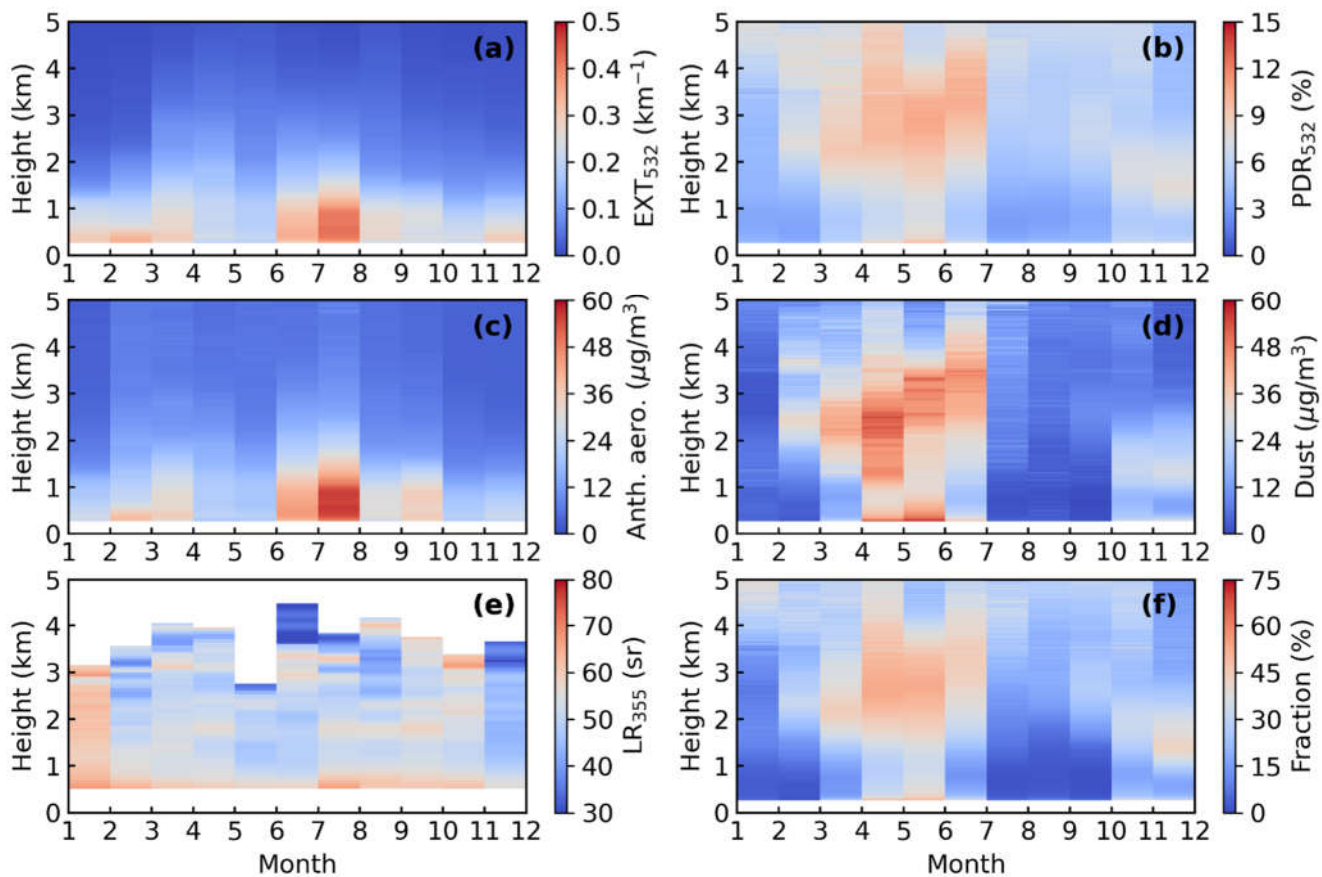 (a)
5
4
3
2
1
0
Height (km)
1 2 3 4 5 6 7 8 9 10 11 12
0.5
0.4
0.3
0.2
0.1
0.0
EXT532 (km−1)
(b)
5
4
3
2
1
0
Height (km)
1 2 3 4 5 6 7 8 9 10 11 12
15
12
9
6
3
0
PDR532 (%)
(c)
5
4
3
2
1
0
Height (km)
1 2 3 4 5 6 7 8 9 10 11 12
60
48
36
24
12
0
Anth. aero. (μg/m3)
(d)
5
4
3
2
1
0
Height (km)
1 2 3 4 5 6 7 8 9 10 11 12
60
48
36
24
12
0
Dust (μg/m3)
(e)
5
4
3
2
1
0
Height (km)
1 2 3 4 5 6 7 8 9 10 11 12
Month
80
70
60
50
40
30
LR355 (sr)
(f)
5
4
3
2
1
0
Height (km)
1 2 3 4 5 6 7 8 9 10 11 12
Month
75
60
45
30
15
0
Fraction (%)